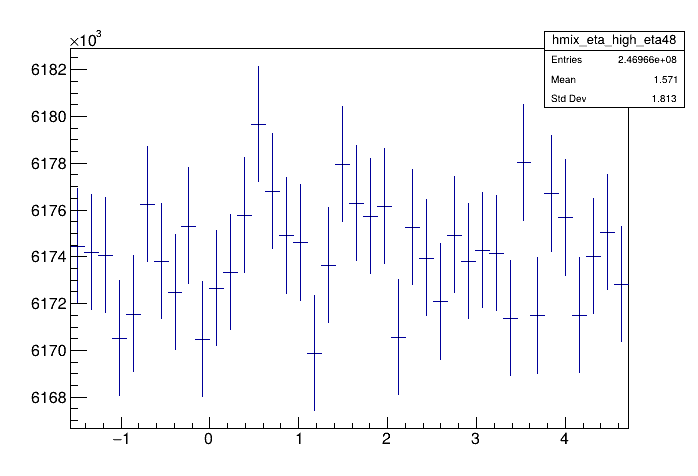 ×10³
hmix_eta_high_eta48
Entries 2.46966e+08
Mean 1.571
Std Dev 1.813
6182
6180
6178
6176
6174
6172
6170
6168
−1 0 1 2 3 4